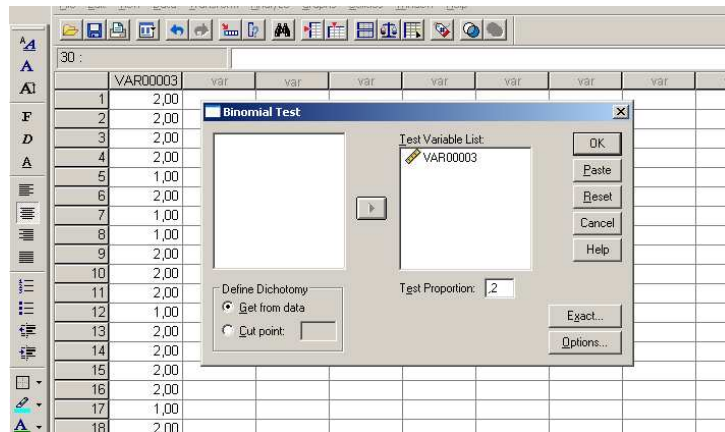 30 :
VAR00003 var var var var var var var
1 2,00
2 2,00
3 2,00
4 2,00
5 1,00
6 2,00
7 1,00
8 1,00
9 2,00
10 2,00
11 2,00
12 1,00
13 2,00
14 2,00
15 2,00
16 2,00
17 1,00
18 2,00
Binomial Test
Test Variable List:
VAR00003
OK
Paste
Reset
Cancel
Help
Define Dichotomy
Get from data
Cut point:
Test Proportion: ,2
Exact...
Options...
A
A
A
F
D
A
A